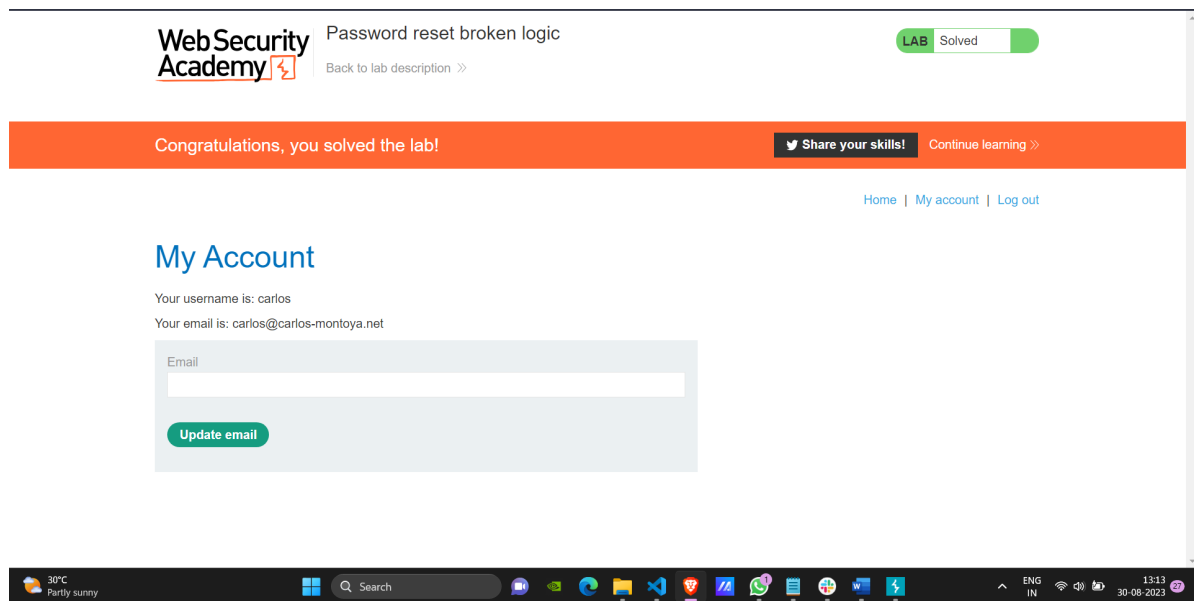 WebSecurity
Academy
Password reset broken logic
Back to lab description
LAB Solved
Congratulations, you solved the lab!
Share your skills!
Continue learning
Home | My account | Log out
My Account
Your username is: carlos
Your email is: carlos@carlos-montoya.net
Email
Update email
30°C
Partly sunny
Search
1
ENG
IN
13:13
30-08-2023
27